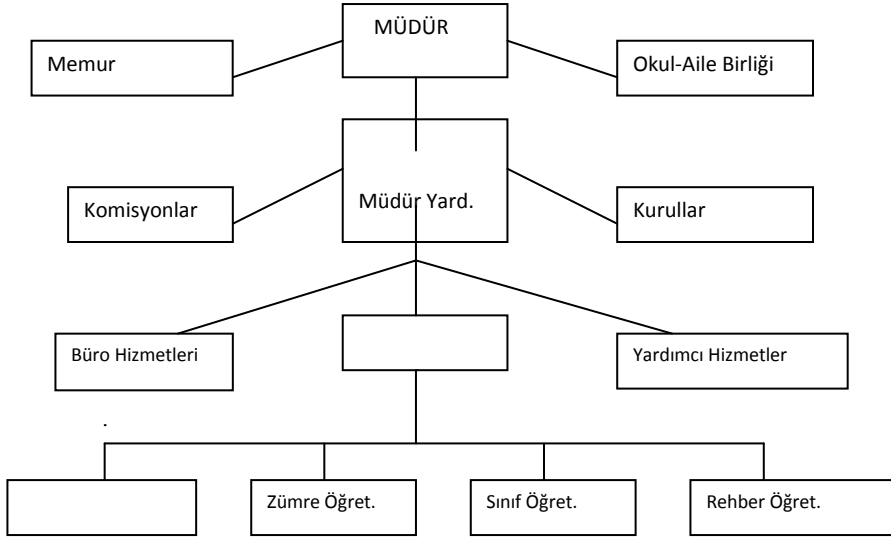 MÜDÜR
Memur
Okul-Aile Birliği
Komisyonlar
Müdür Yard.
Kurullar
Büro Hizmetleri
Yardımcı Hizmetler
.
Zümre Öğret.
Sınıf Öğret.
Rehber Öğret.